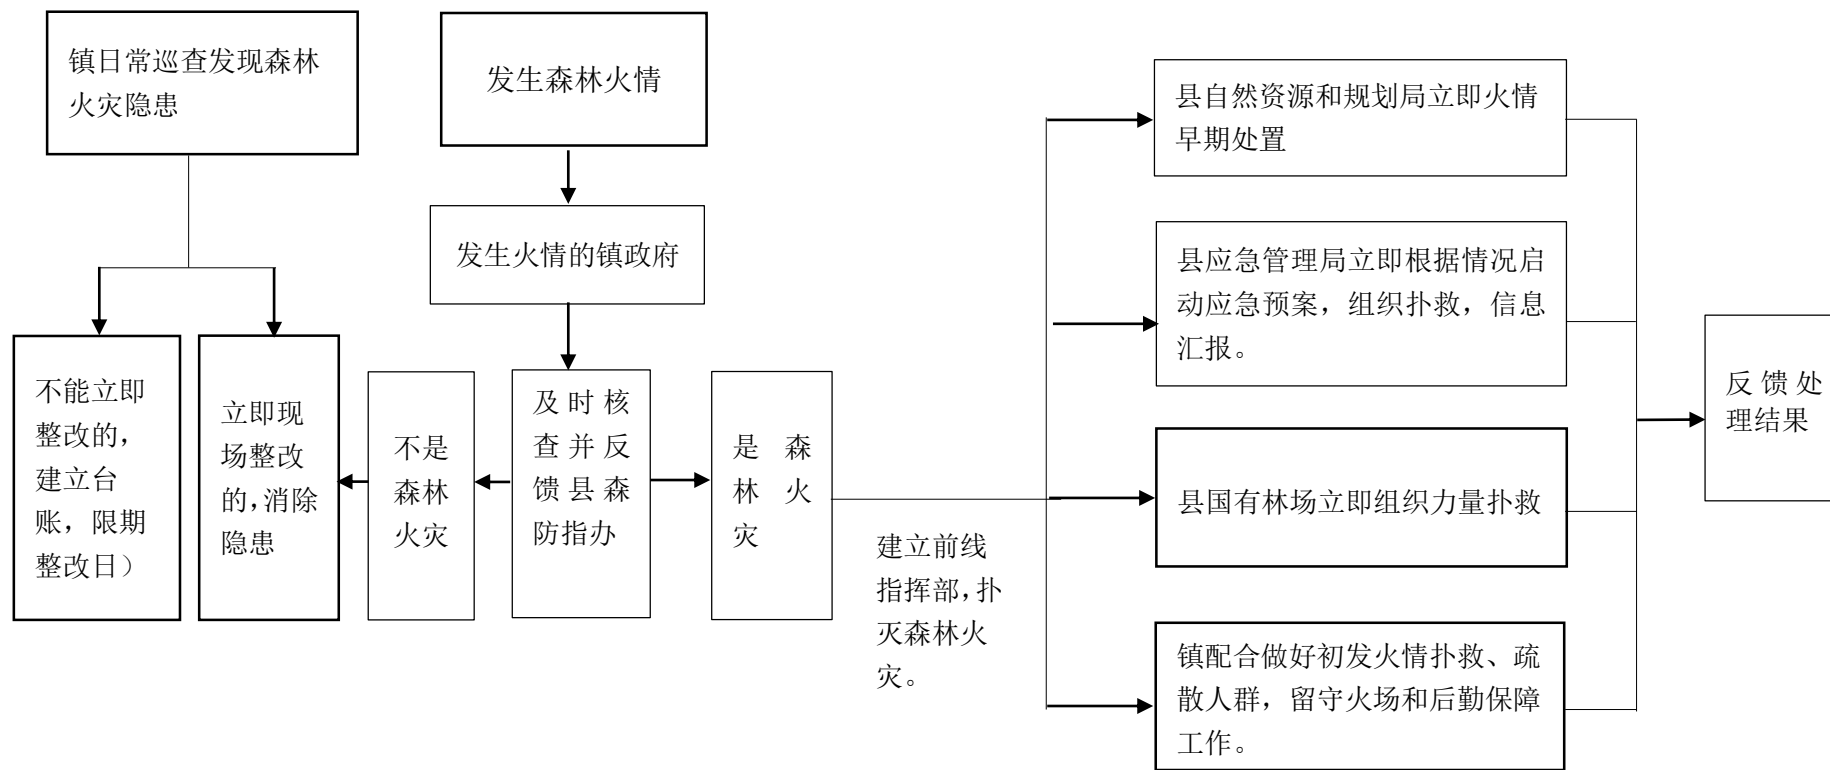 镇日常巡查发现森林
火灾隐患
发生森林火情
发生火情的镇政府
不能立即
整改的，
建立台
账，限期
整改日）
立即现
场整改
的，消除
隐患
不是
森林
火灾
及时核
查并反
馈县森
防指办
是森
林火
灾
建立前线
指挥部，扑
灭森林火
灾。
县自然资源和规划局立即火情
早期处置
县应急管理局立即根据情况启
动应急预案，组织扑救，信息
汇报。
县国有林场立即组织力量扑救
镇配合做好初发火情扑救、疏
散人群，留守火场和后勤保障
工作。
反馈处
理结果